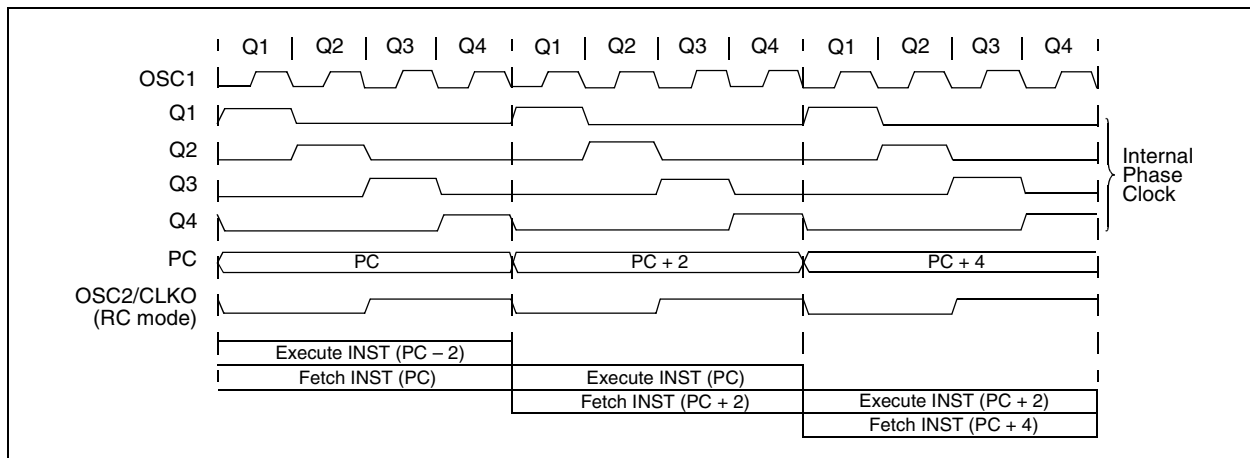 Q1 Q2 Q3 Q4 Q1 Q2 Q3 Q4 Q1 Q2 Q3 Q4
OSC1
Q1
Q2
Q3
Q4
Internal
Phase
Clock
PC PC PC + 2 PC + 4
OSC2/CLKO
(RC mode)
Execute INST (PC – 2)
Fetch INST (PC) Execute INST (PC)
Fetch INST (PC + 2) Execute INST (PC + 2)
Fetch INST (PC + 4)